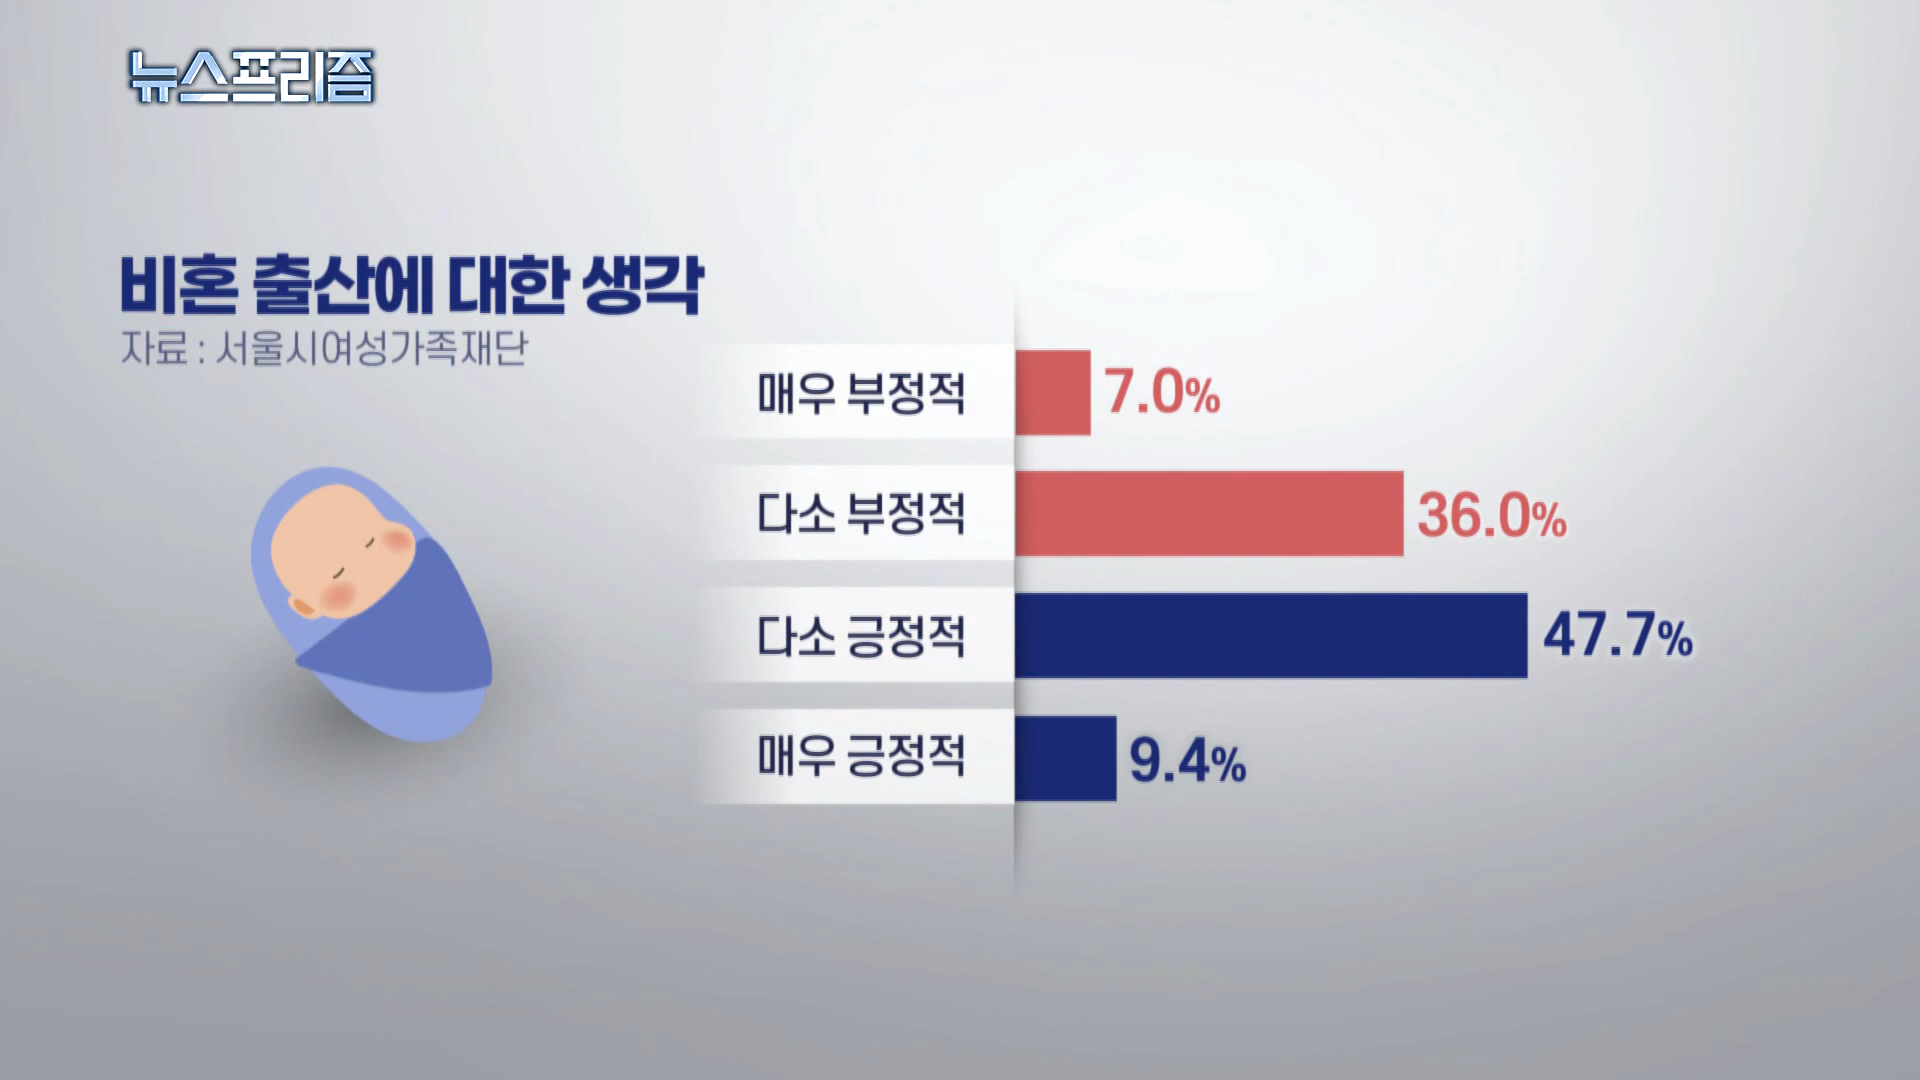 뉴스프리즘
비혼 출산에 대한 생각
자료 : 서울시여성가족재단
매우 부정적 7.0%
다소 부정적 36.0%
다소 긍정적 47.7%
매우 긍정적 9.4%